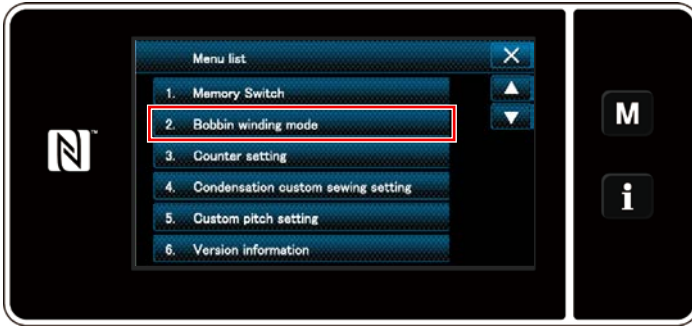 Menu list
1. Memory Switch
2. Bobbin winding mode
3. Counter setting
4. Condensation custom sewing setting
5. Custom pitch setting
6. Version information
M
i